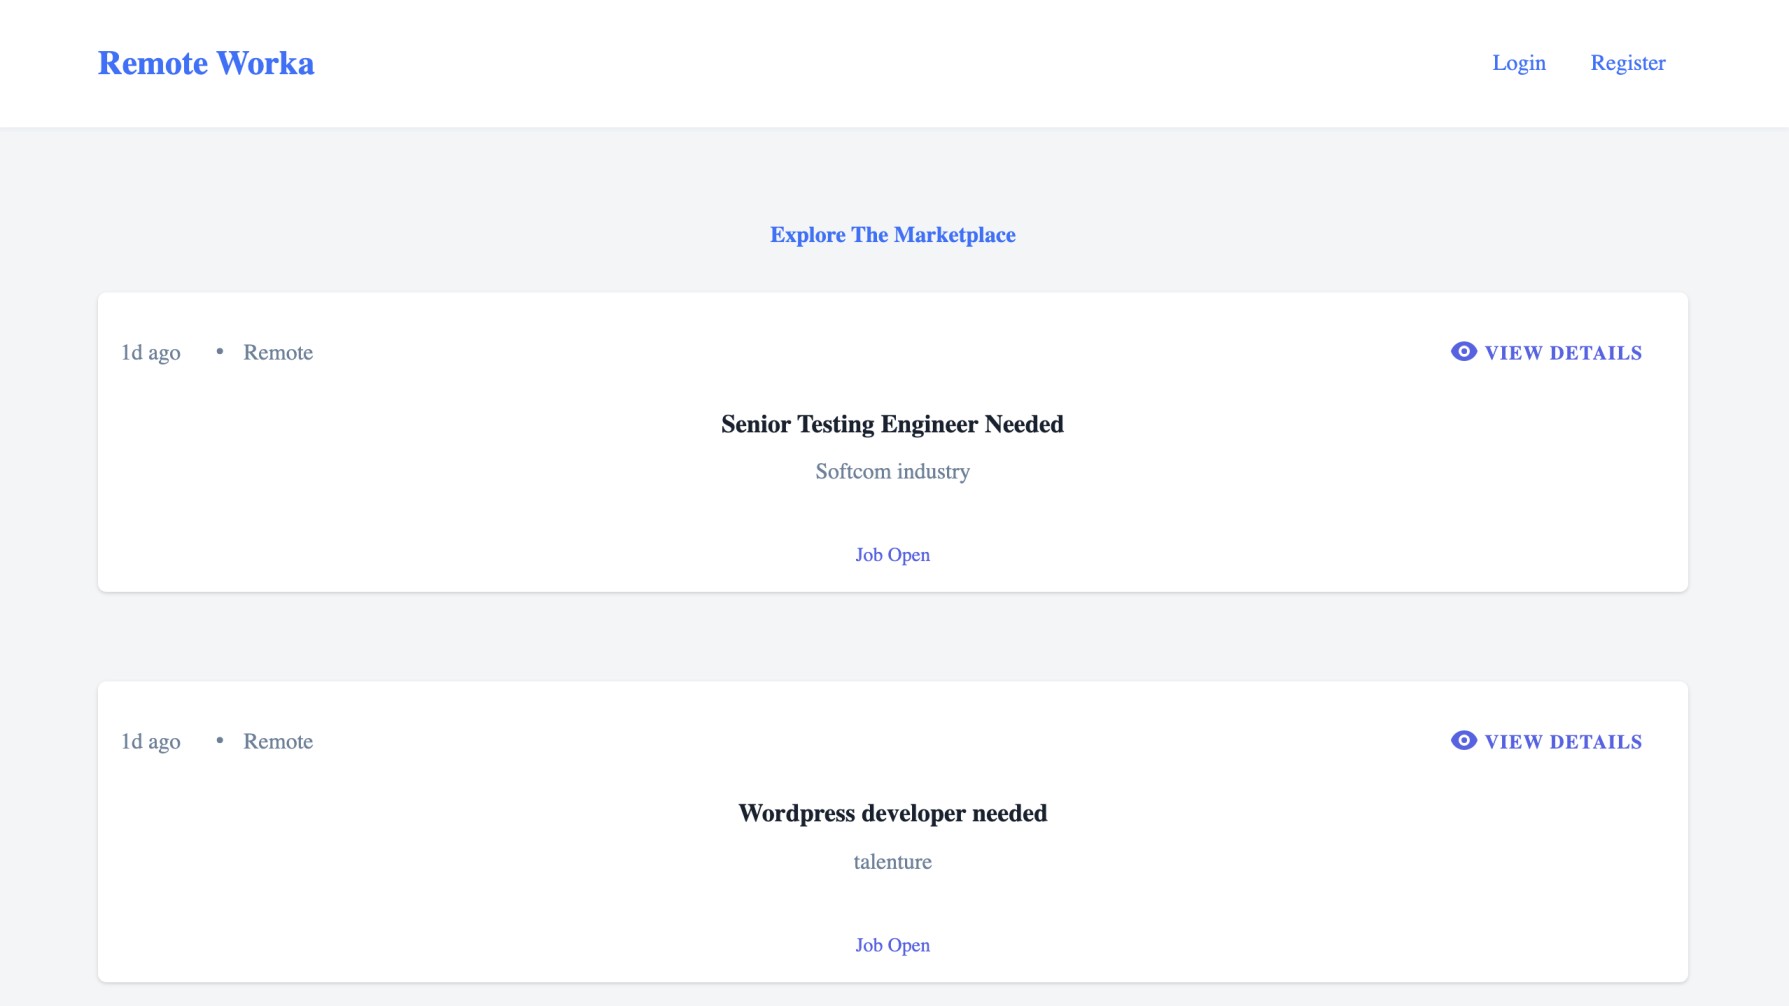 Remote Worka
Login
Register
Explore The Marketplace
1d ago • Remote
VIEW DETAILS
Senior Testing Engineer Needed
Softcom industry
Job Open
1d ago • Remote
VIEW DETAILS
Wordpress developer needed
talenture
Job Open